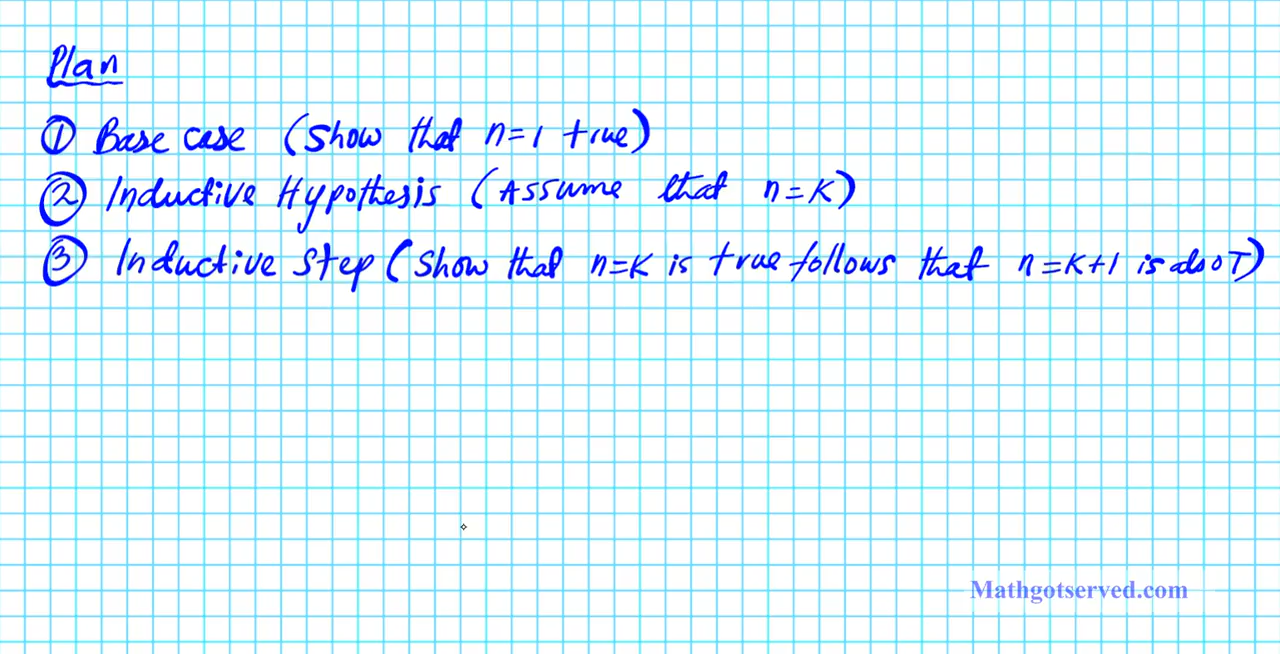 Plan
① Base case (Show that n=1 true)
② Inductive Hypothesis (Assume that n=K)
③ Inductive Step (Show that n=K is true follows that n=K+1 is also T)
Mathgotserved.com